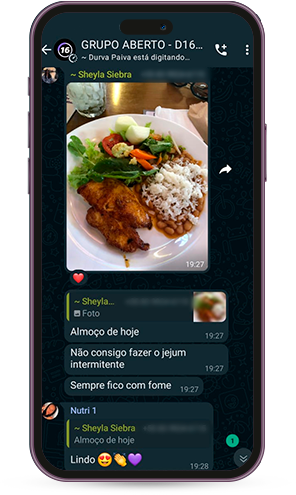 16
GRUPO ABERTO - D16...
~ Durva Paiva está digitando...
~ Sheyla Siebra
19:27
~ Sheyla...
Foto
Almoço de hoje
19:27
Não consigo fazer o jejum
intermitente
19:27
Sempre fico com fome
19:27
Nutri 1
~ Sheyla Siebra
Almoço de hoje
1
Lindo 😍👏💜
19:28